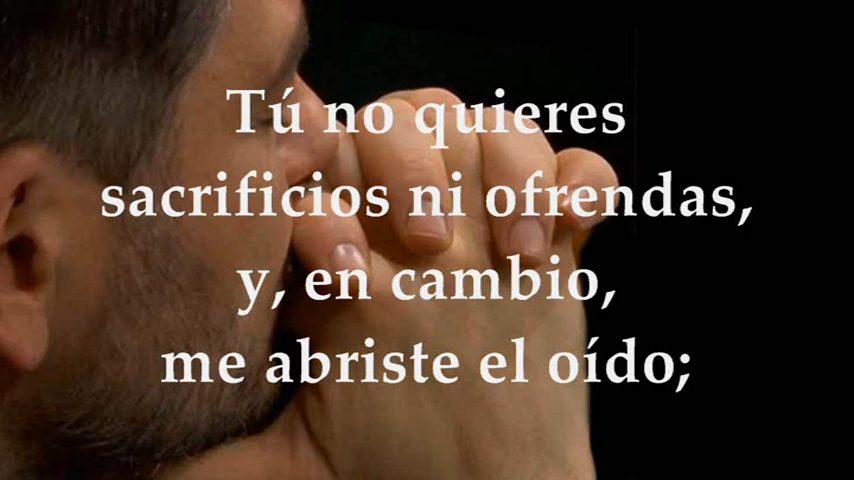 Tú no quieres
sacrificios ni ofrendas,
y, en cambio,
me abriste el oído;